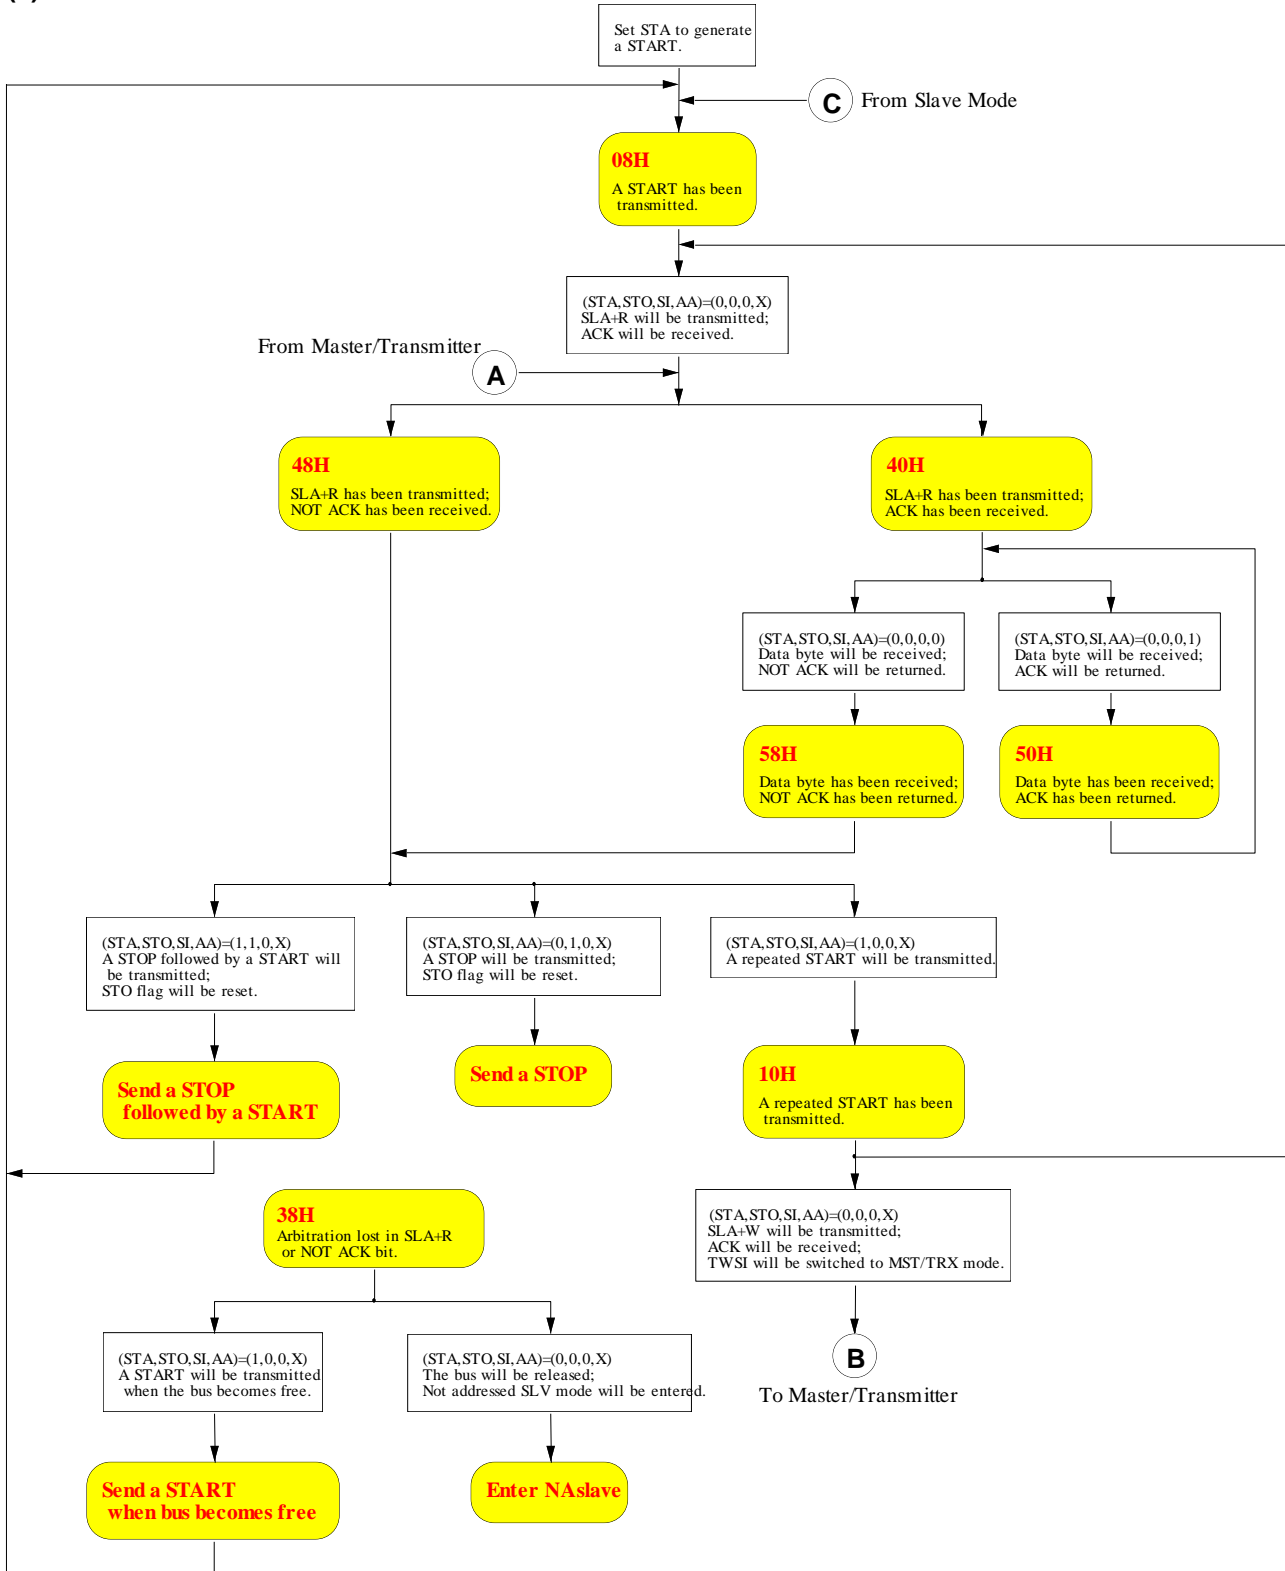 Set STA to generate
a START.
C
From Slave Mode
08H
A START has been
transmitted.
(STA,STO,SI,AA)=(0,0,0,X)
SLA+R will be transmitted;
ACK will be received.
From Master/Transmitter
A
48H
SLA+R has been transmitted;
NOT ACK has been received.
40H
SLA+R has been transmitted;
ACK has been received.
(STA,STO,SI,AA)=(0,0,0,0)
Data byte will be received;
NOT ACK will be returned.
(STA,STO,SI,AA)=(0,0,0,1)
Data byte will be received;
ACK will be returned.
58H
Data byte has been received;
NOT ACK has been returned.
50H
Data byte has been received;
ACK has been returned.
(STA,STO,SI,AA)=(1,1,0,X)
A STOP followed by a START will
be transmitted;
STO flag will be reset.
(STA,STO,SI,AA)=(0,1,0,X)
A STOP will be transmitted;
STO flag will be reset.
(STA,STO,SI,AA)=(1,0,0,X)
A repeated START will be transmitted.
Send a STOP
followed by a START
Send a STOP
10H
A repeated START has been
transmitted.
38H
Arbitration lost in SLA+R
or NOT ACK bit.
(STA,STO,SI,AA)=(0,0,0,X)
SLA+W will be transmitted;
ACK will be received;
TWSI will be switched to MST/TRX mode.
(STA,STO,SI,AA)=(1,0,0,X)
A START will be transmitted
when the bus becomes free.
(STA,STO,SI,AA)=(0,0,0,X)
The bus will be released;
Not addressed SLV mode will be entered.
B
To Master/Transmitter
Send a START
when bus becomes free
Enter NAslave